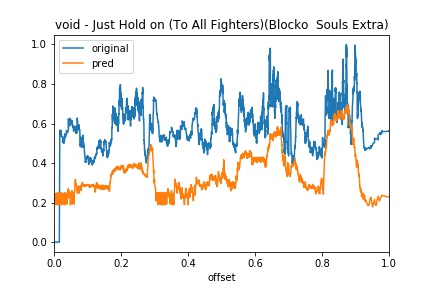 void - Just Hold on (To All Fighters)(Blocko  Souls Extra)
original
pred
1.0
0.8
0.6
0.4
0.2
0.0
0.0 0.2 0.4 0.6 0.8 1.0
offset